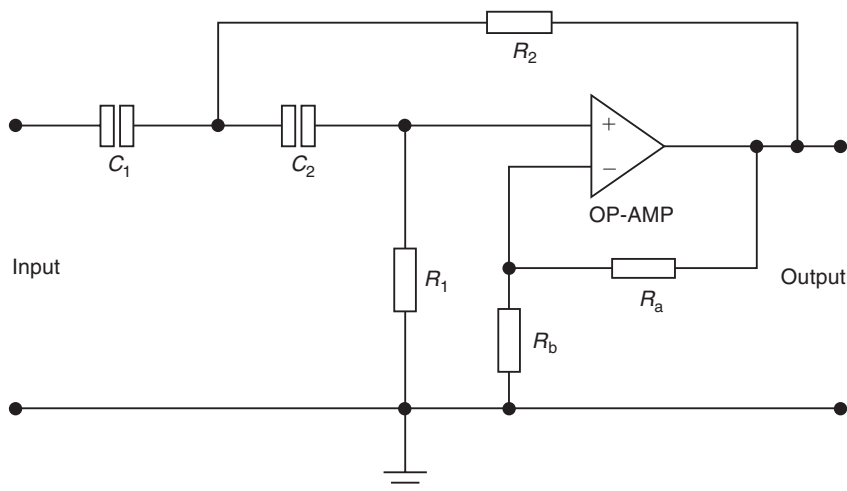 R2
C1
C2
+
−
OP-AMP
Input
R1
Ra
Output
Rb